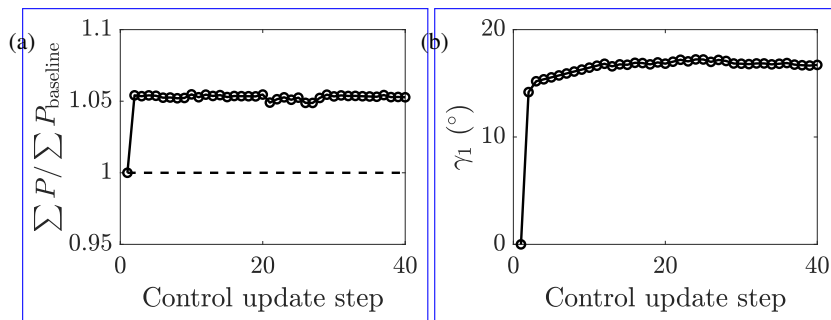 (a)
1.1
1.05
1
0.95
∑ P/ ∑ P_baseline
0
20
40
Control update step
(b)
20
10
0
γ₁ (°)
0
20
40
Control update step